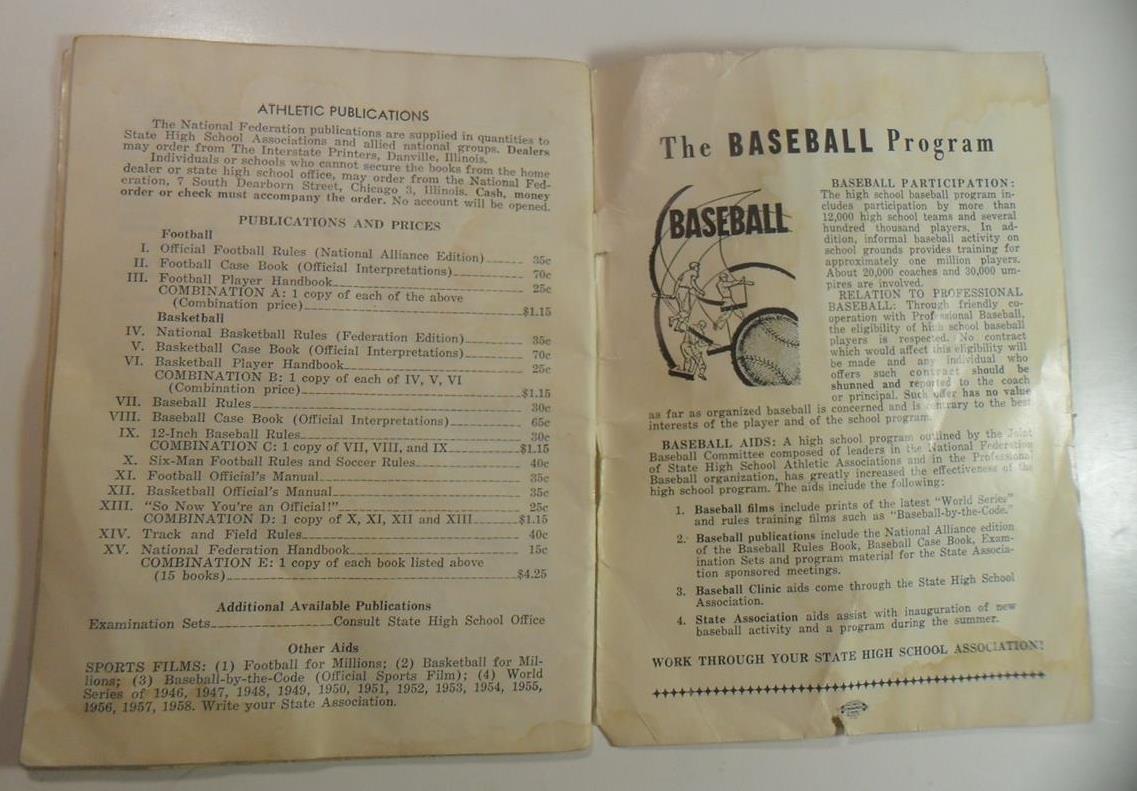 ATHLETIC PUBLICATIONS
The National Federation publications are supplied in quantities to
State High School Associations and allied national groups. Dealers
may order from The Interstate Printers, Danville, Illinois.
Individuals or schools who cannot secure the books from the home
dealer or state high school office, may order from the National Fed-
eration, 7 South Dearborn Street, Chicago 3, Illinois. Cash, money
order or check must accompany the order. No account will be opened.
PUBLICATIONS AND PRICES
Football
I. Official Football Rules (National Alliance Edition) 35c
II. Football Case Book (Official Interpretations) 70c
III. Football Player Handbook 25c
COMBINATION A: 1 copy of each of the above
(Combination price) $1.15
Basketball
IV. National Basketball Rules (Federation Edition) 35c
V. Basketball Case Book (Official Interpretations) 70c
VI. Basketball Player Handbook 25c
COMBINATION B: 1 copy of each of IV, V, VI
(Combination price) $1.15
VII. Baseball Rules 30c
VIII. Baseball Case Book (Official Interpretations) 65c
IX. 12-Inch Baseball Rules 30c
COMBINATION C: 1 copy of VII, VIII, and IX $1.15
X. Six-Man Football Rules and Soccer Rules 40c
XI. Football Official's Manual 35c
XII. Basketball Official's Manual 35c
XIII. "So Now You're an Official!" 25c
COMBINATION D: 1 copy of X, XI, XII and XIII $1.15
XIV. Track and Field Rules 40c
XV. National Federation Handbook 15c
COMBINATION E: 1 copy of each book listed above
(15 books) $4.25
Additional Available Publications
Examination Sets Consult State High School Office
Other Aids
SPORTS FILMS: (1) Football for Millions; (2) Basketball for Mil-
lions; (3) Baseball-by-the-Code (Official Sports Film); (4) World
Series of 1946, 1947, 1948, 1949, 1950, 1951, 1952, 1953, 1954, 1955,
1956, 1957, 1958. Write your State Association.
The BASEBALL Program
BASEBALL
BASEBALL PARTICIPATION:
The high school baseball program in-
cludes participation by more than
12,000 high school teams and several
hundred thousand players. In ad-
dition, informal baseball activity on
school grounds provides training for
approximately one million players.
About 20,000 coaches and 30,000 um-
pires are involved.
RELATION TO PROFESSIONAL
BASEBALL: Through friendly co-
operation with Professional Baseball,
the eligibility of high school baseball
players is respected. No contract
which would affect this eligibility will
be made and any individual who
offers such contract should be
shunned and reported to the coach
or principal. Such offer has no value
as far as organized baseball is concerned and is contrary to the best
interests of the player and of the school program.
BASEBALL AIDS: A high school program outlined by the Joint
Baseball Committee composed of leaders in the National Federation
of State High School Athletic Associations and in the Professional
Baseball organization, has greatly increased the effectiveness of the
high school program. The aids include the following:
1. Baseball films include prints of the latest "World Series"
and rules training films such as "Baseball-by-the-Code."
2. Baseball publications include the National Alliance edition
of the Baseball Rules Book, Baseball Case Book, Exam-
ination Sets and program material for the State Associa-
tion sponsored meetings.
3. Baseball Clinic aids come through the State High School
Association.
4. State Association aids assist with inauguration of new
baseball activity and a program during the summer.
WORK THROUGH YOUR STATE HIGH SCHOOL ASSOCIATION!